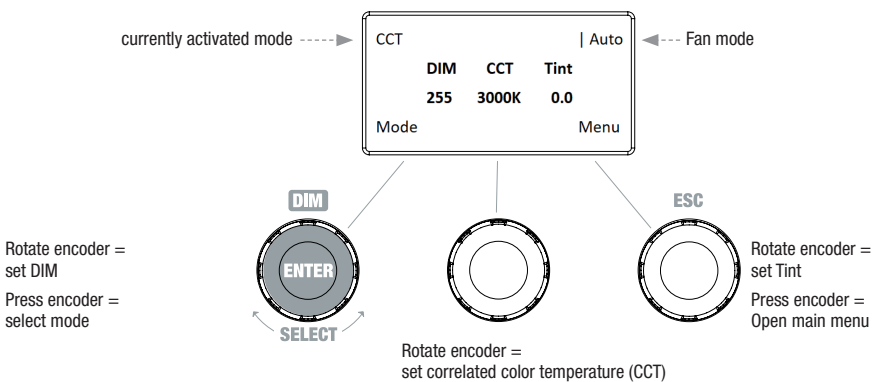 currently activated mode
CCT | Auto
Fan mode
DIM CCT Tint
255 3000K 0.0
Mode Menu
DIM
ESC
ENTER
SELECT
Rotate encoder =
set DIM
Press encoder =
select mode
Rotate encoder =
set correlated color temperature (CCT)
Rotate encoder =
set Tint
Press encoder =
Open main menu